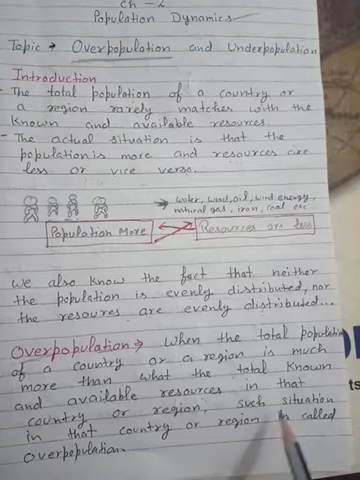 Ch - 2
Population Dynamics
Topic → Overpopulation and Underpopulation
Introduction
- The total population of a country or
a region rarely matches with the
known and available resources.
- The actual situation is that the
population is more and resources are
less or vice verso.
→ water, wood, oil, wind energy,
natural gas, iron, coal etc
Population More
Resources are less
we also know the fact that neither
the population is evenly distributed, nor
the resoures are evenly distributed...
Overpopulation → When the total population
of a country or a region is much
more than what the total known
and available resources in that
country or region, such situation
in that country or region is called
overpopulation.